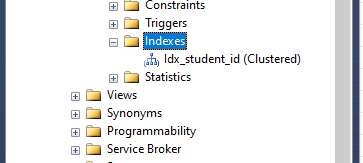 Constraints
Triggers
Indexes
Idx_student_id (Clustered)
Statistics
Views
Synonyms
Programmability
Service Broker